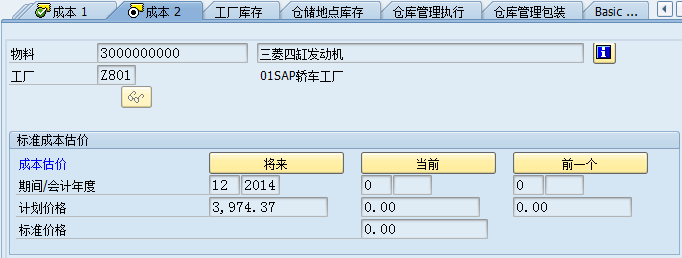 成本 1 成本 2 工厂库存 仓储地点库存 仓库管理执行 仓库管理包装 Basic ...
物料 3000000000 三菱四缸发动机
工厂 Z801 01SAP轿车工厂
标准成本估价
成本估价 将来 当前 前一个
期间/会计年度 12 2014 0 0
计划价格 3,974.37 0.00 0.00
标准价格 0.00